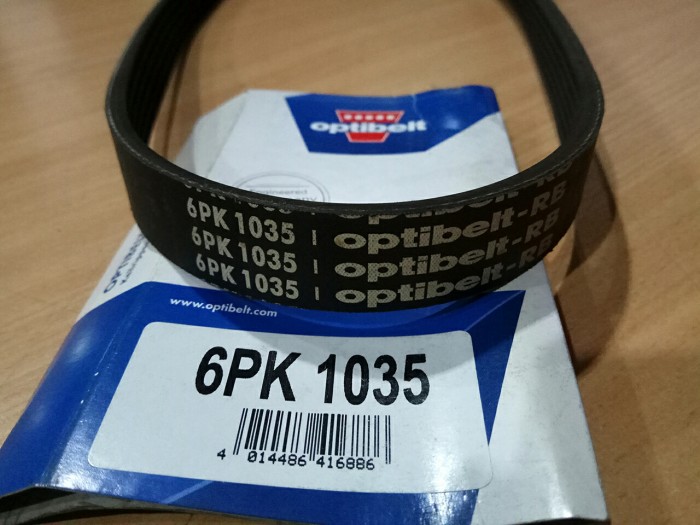 optibelt
6PK 1035 | optibelt-RB
6PK 1035 | optibelt-RB
6PK 1035 | optibelt-RB
www.optibelt.com
6PK 1035
4 014486 416886